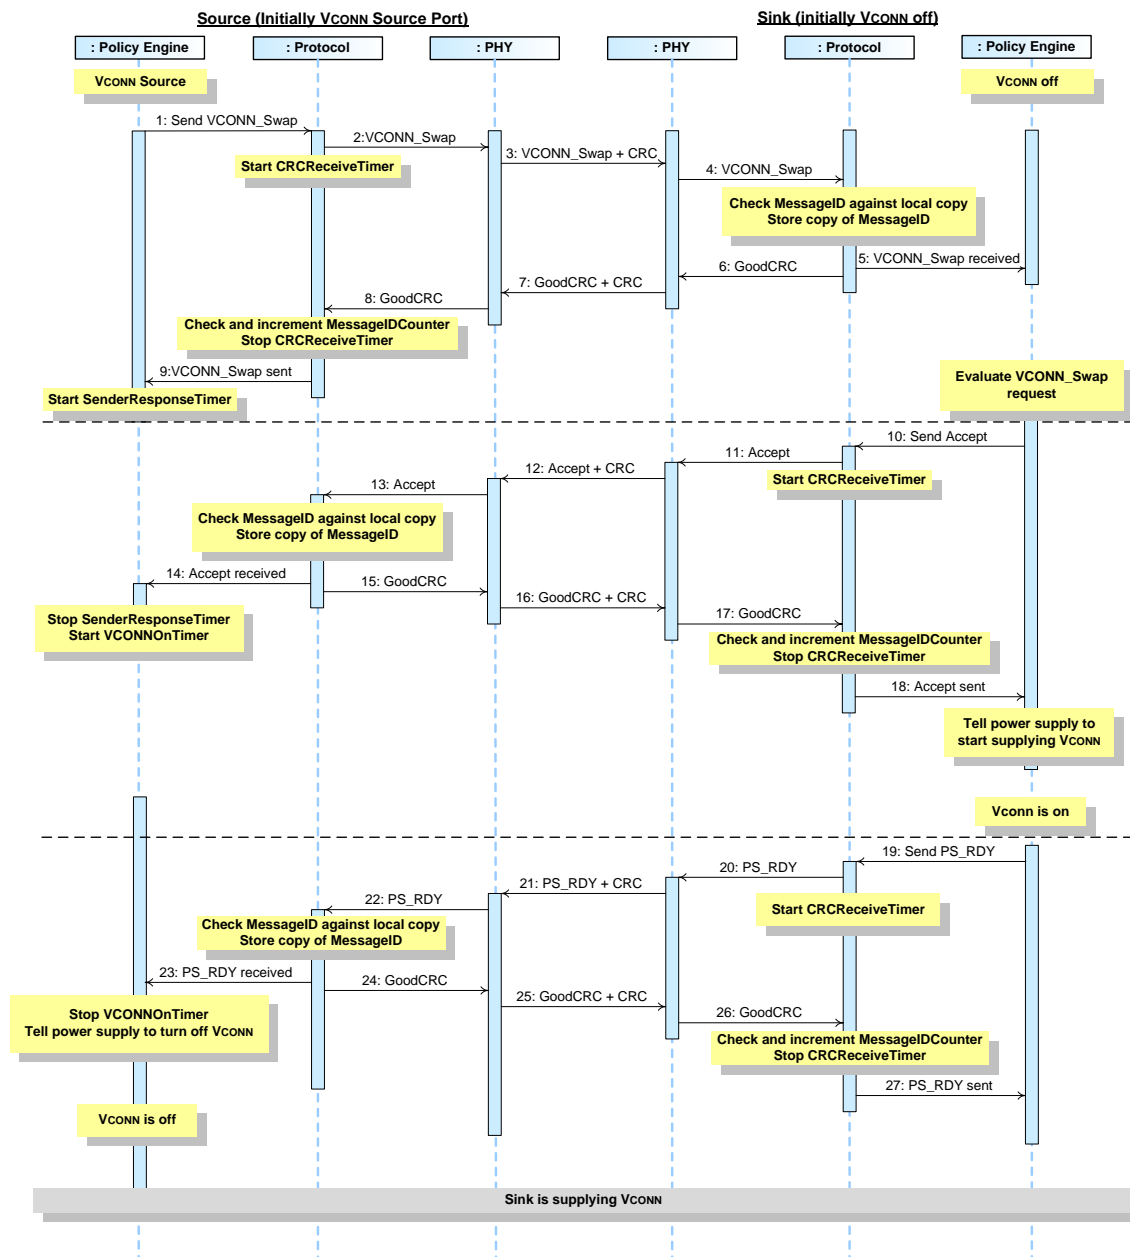 Source (Initially VCONN Source Port)
Sink (initially VCONN off)
: Policy Engine
: Protocol
: PHY
: PHY
: Protocol
: Policy Engine
VCONN Source
VCONN off
1: Send VCONN_Swap
2:VCONN_Swap
Start CRCReceiveTimer
3: VCONN_Swap + CRC
4: VCONN_Swap
Check MessageID against local copy
Store copy of MessageID
5: VCONN_Swap received
6: GoodCRC
7: GoodCRC + CRC
8: GoodCRC
Check and increment MessageIDCounter
Stop CRCReceiveTimer
9:VCONN_Swap sent
Start SenderResponseTimer
Evaluate VCONN_Swap
request
10: Send Accept
11: Accept
Start CRCReceiveTimer
12: Accept + CRC
13: Accept
Check MessageID against local copy
Store copy of MessageID
14: Accept received
15: GoodCRC
Stop SenderResponseTimer
Start VCONNOnTimer
16: GoodCRC + CRC
17: GoodCRC
Check and increment MessageIDCounter
Stop CRCReceiveTimer
18: Accept sent
Tell power supply to
start supplying VCONN
Vconn is on
19: Send PS_RDY
20: PS_RDY
Start CRCReceiveTimer
21: PS_RDY + CRC
22: PS_RDY
Check MessageID against local copy
Store copy of MessageID
23: PS_RDY received
24: GoodCRC
Stop VCONNOnTimer
Tell power supply to turn off VCONN
25: GoodCRC + CRC
26: GoodCRC
Check and increment MessageIDCounter
Stop CRCReceiveTimer
27: PS_RDY sent
VCONN is off
Sink is supplying VCONN